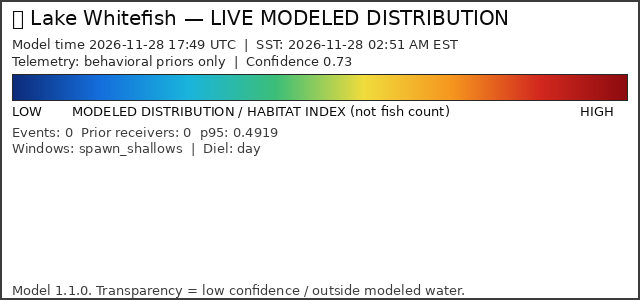 ▯ Lake Whitefish — LIVE MODELED DISTRIBUTION
Model time 2026-11-28 17:49 UTC | SST: 2026-11-28 02:51 AM EST
Telemetry: behavioral priors only | Confidence 0.73
LOW MODELED DISTRIBUTION / HABITAT INDEX (not fish count) HIGH
Events: 0 Prior receivers: 0 p95: 0.4919
Windows: spawn_shallows | Diel: day
Model 1.1.0. Transparency = low confidence / outside modeled water.